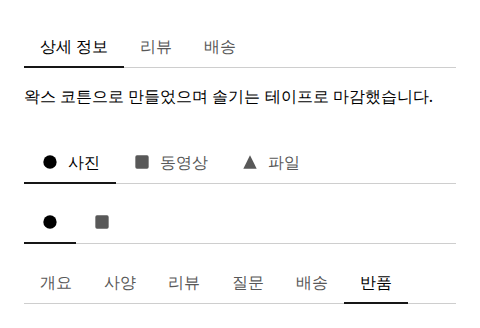 상세 정보 리뷰 배송
왁스 코튼으로 만들었으며 솔기는 테이프로 마감했습니다.
사진 동영상 파일
개요 사양 리뷰 질문 배송 반품